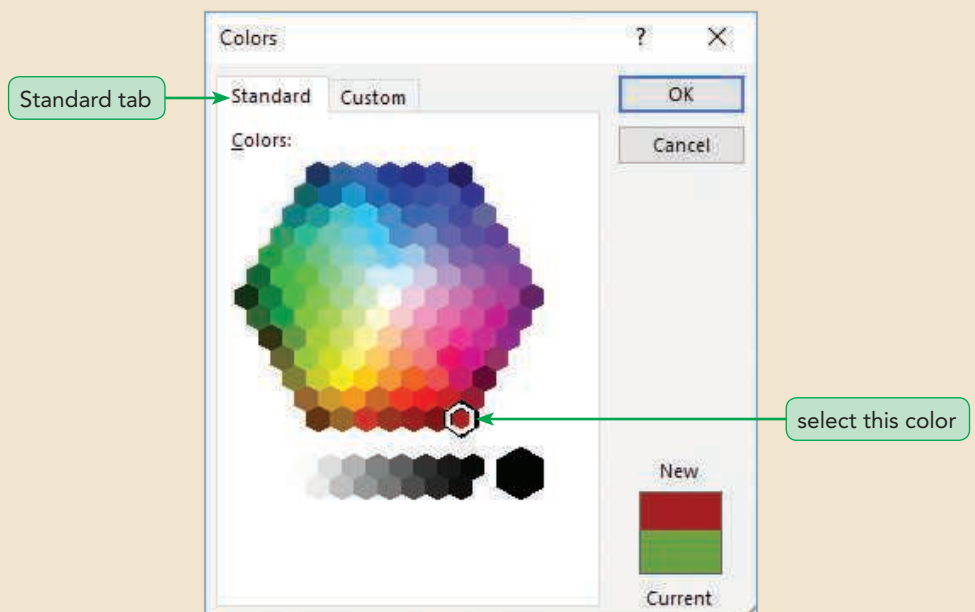 Colors
Standard tab
Standard
Custom
OK
Colors:
Cancel
select this color
New
Current